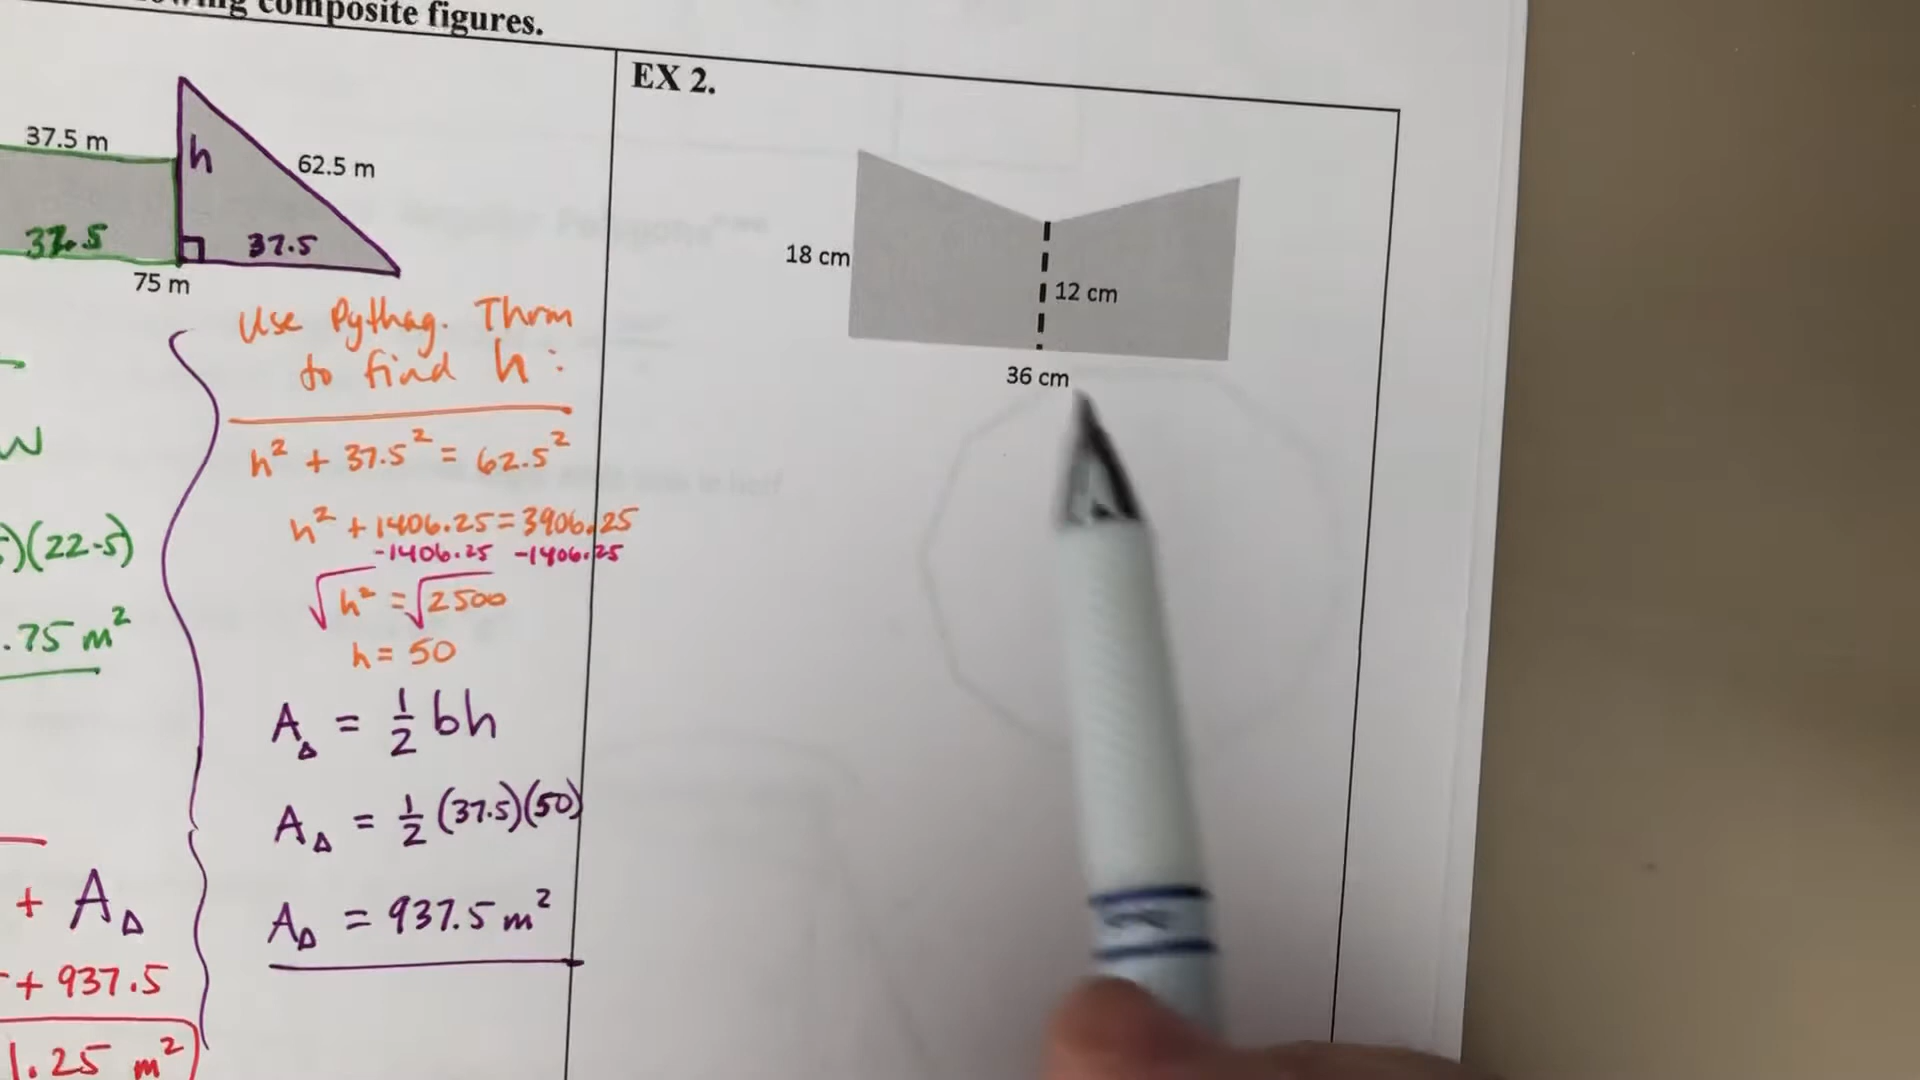 composite figures.
37.5 m
h
62.5 m
37.5
37.5
75 m
Use Pythag. Thrm
to find h:
h² + 37.5² = 62.5²
h² + 1406.25 = 3906.25
-1406.25 -1406.25
√h² = √2500
h = 50
A△ = 1/2 bh
A△ = 1/2 (37.5)(50)
A△ = 937.5 m²
W
)(22.5)
.75 m²
+ A△
+ 937.5
1.25 m²
EX 2.
18 cm
12 cm
36 cm